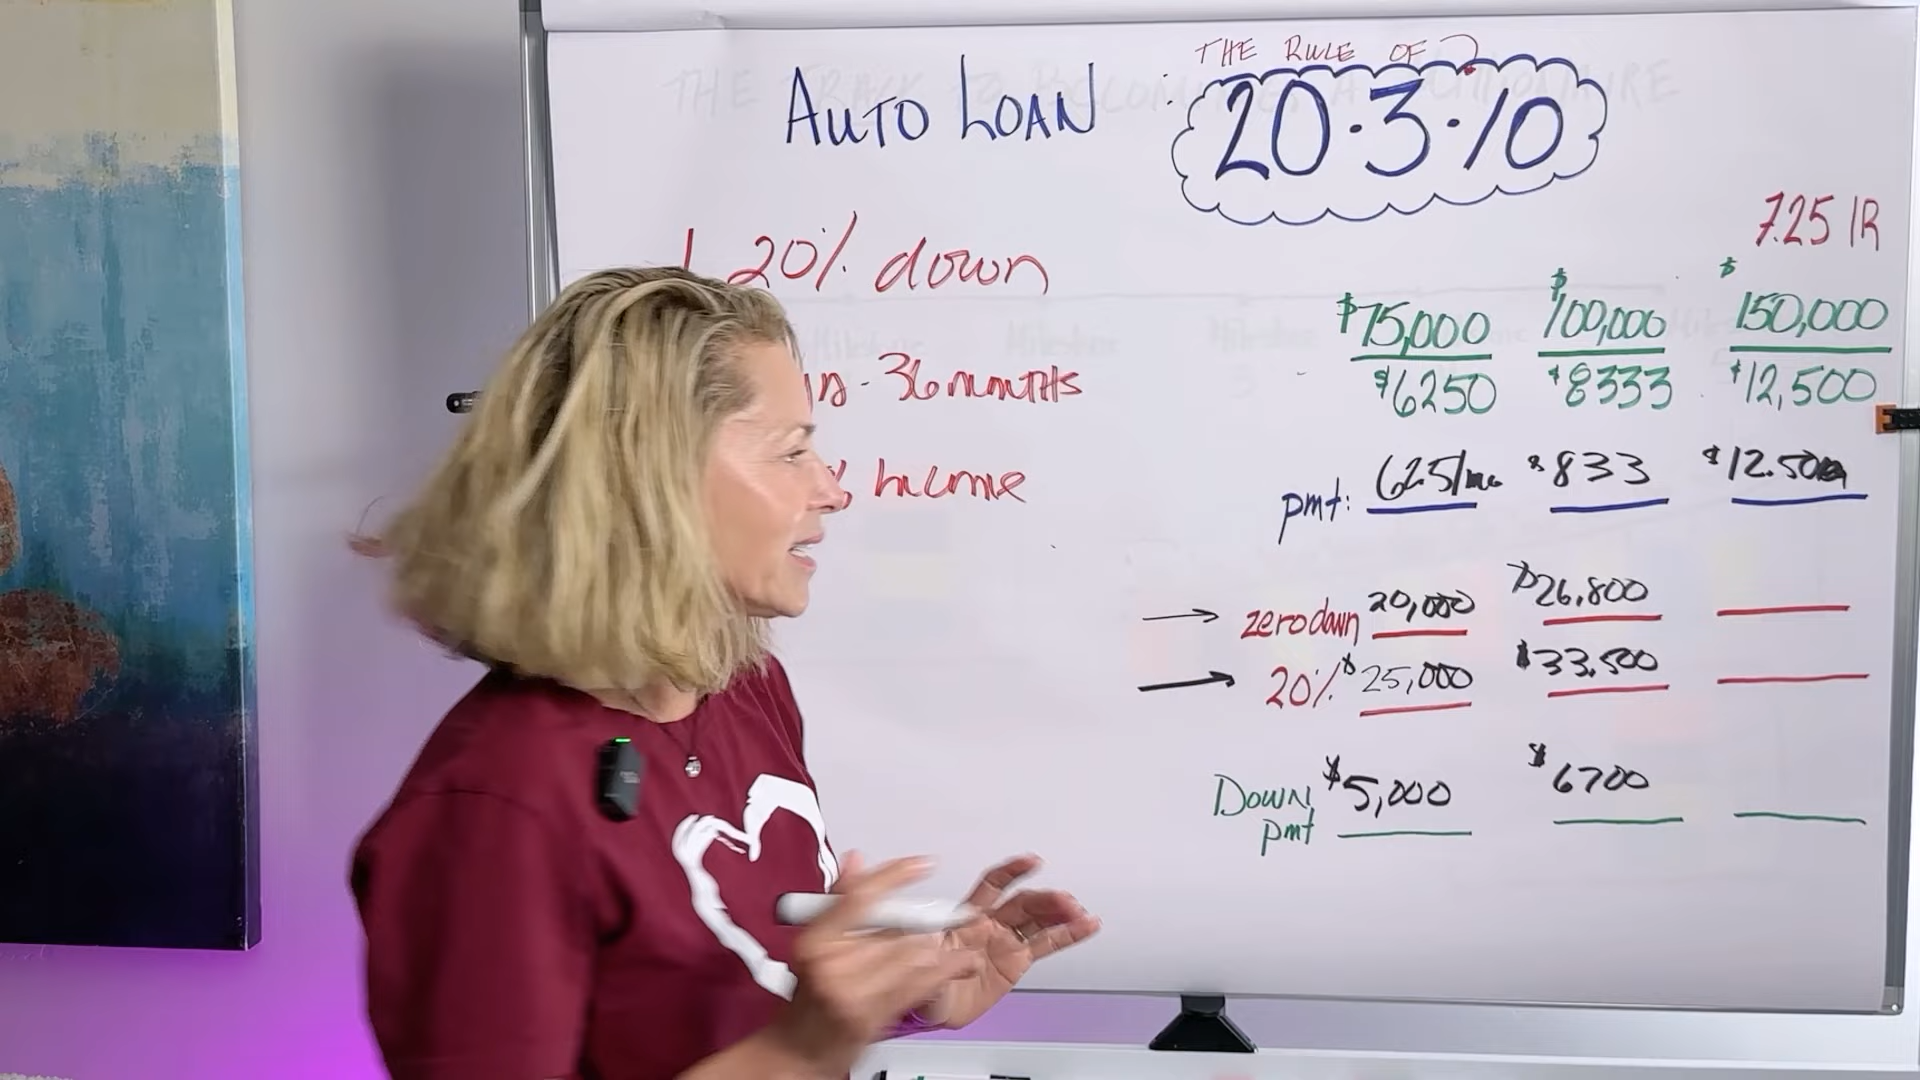 THE RULE OF ?
AUTO LOAN 20·3·10
7.25 IR
20% down
36 months
% income
$75,000 $100,000 $150,000
$6250 $8333 $12,500
pmt: 625/mo $833 $12.50
zero down 20,000 $26,800
20% $25,000 $33,500
DOWN pmt $5,000 $6700